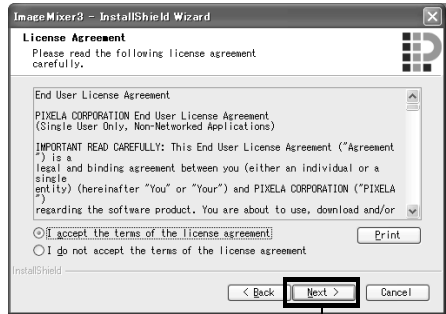 ImageMixer3 - InstallShield Wizard
License Agreement
Please read the following license agreement
carefully.
End User License Agreement
PIXELA CORPORATION End User License Agreement
(Single User Only, Non-Networked Applications)
IMPORTANT READ CAREFULLY: This End User License Agreement ("Agreement
") is a
legal and binding agreement between you (either an individual or a
single
entity) (hereinafter "You" or "Your") and PIXELA CORPORATION ("PIXELA
")
regarding the software product. You are about to use, download and/or
I accept the terms of the license agreement
Print
I do not accept the terms of the license agreement
InstallShield
< Back
Next >
Cancel